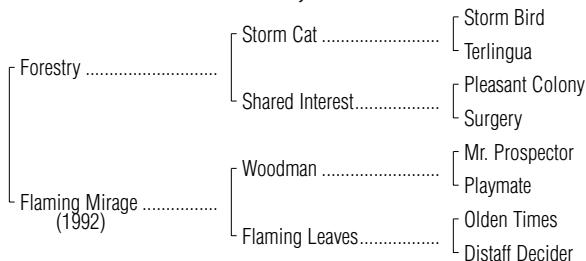 Storm Bird
Storm Cat ..........................
Terlingua
Forestry .............................
Pleasant Colony
Shared Interest...................
Surgery
Mr. Prospector
Woodman ..........................
Playmate
Flaming Mirage ................
(1992)
Olden Times
Flaming Leaves..................
Distaff Decider